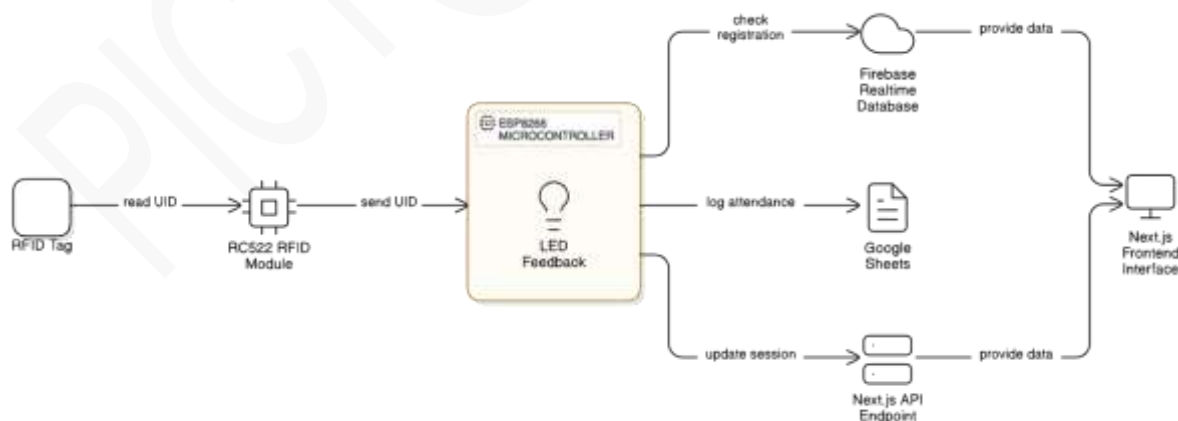 PICT
RFID Tag
read UID
RC522 RFID
Module
send UID
ESP8266
MICROCONTROLLER
LED
Feedback
check
registration
log attendance
update session
Firebase
Realtime
Database
Google
Sheets
Next.js API
Endpoint
provide data
provide data
Next.js
Frontend
Interface